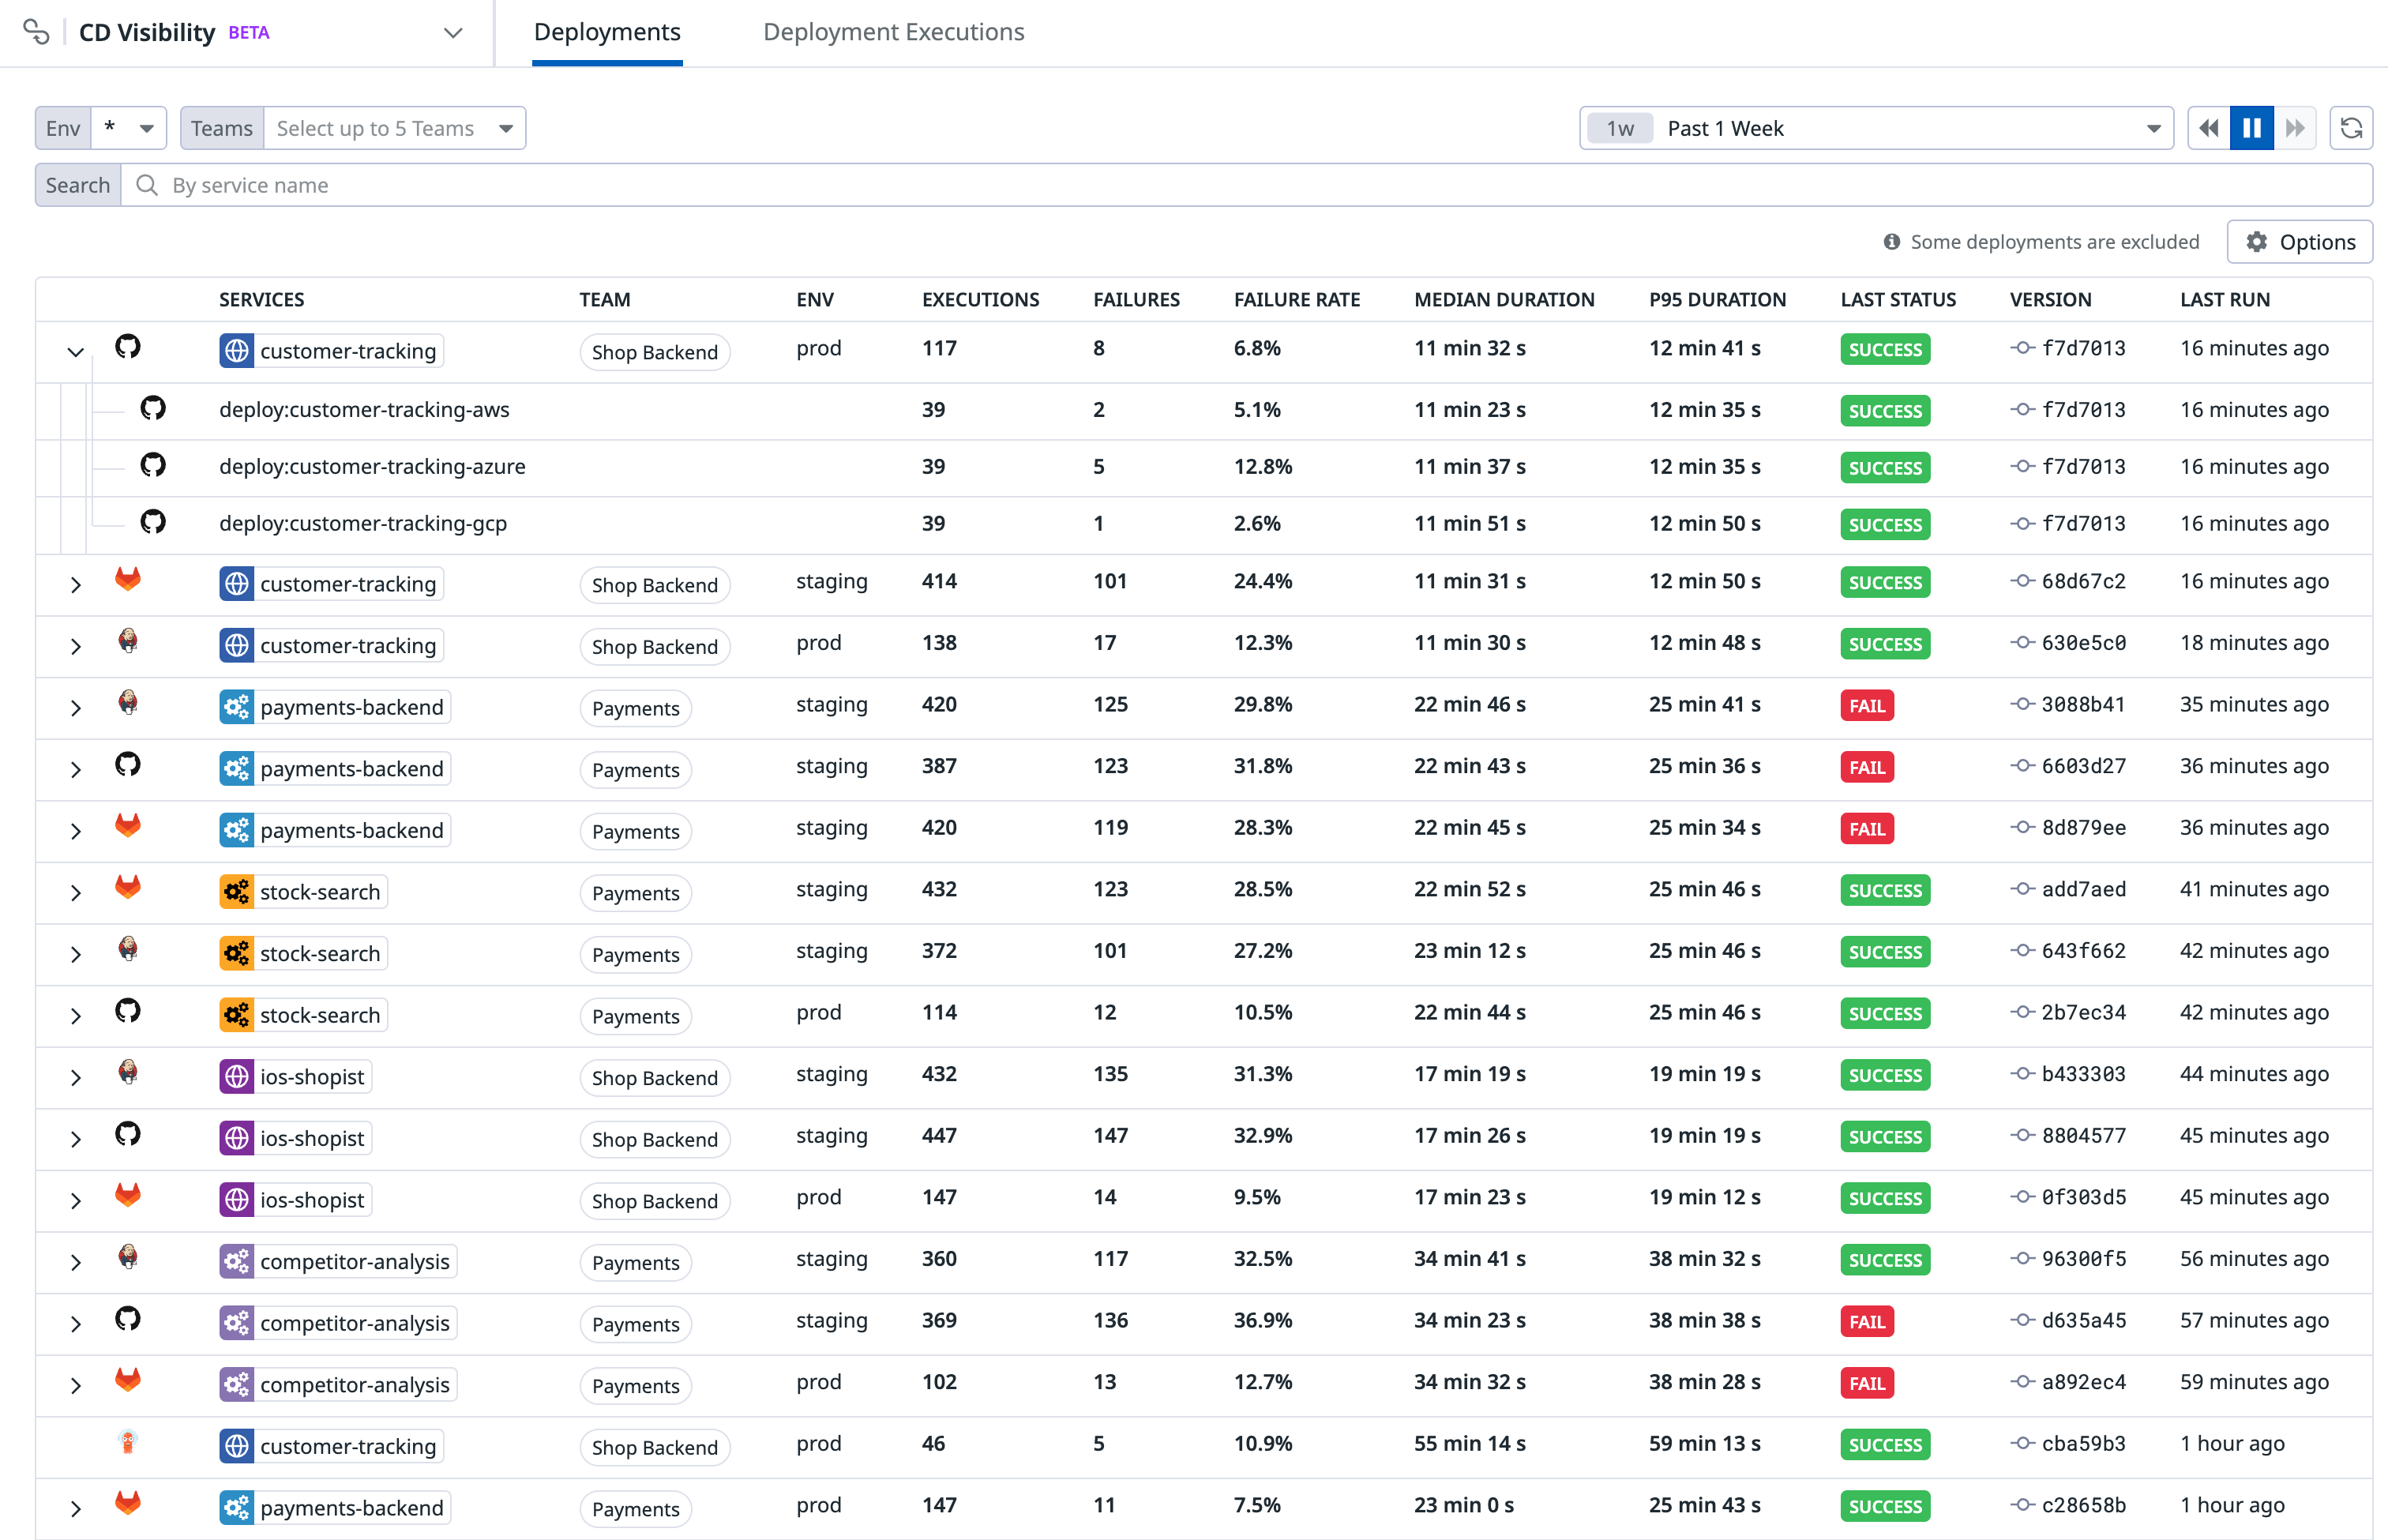 CD Visibility BETA Deployments Deployment Executions
Env * Teams Select up to 5 Teams 1w Past 1 Week
Search By service name
Some deployments are excluded Options
SERVICES TEAM ENV EXECUTIONS FAILURES FAILURE RATE MEDIAN DURATION P95 DURATION LAST STATUS VERSION LAST RUN
customer-tracking Shop Backend prod 117 8 6.8% 11 min 32 s 12 min 41 s SUCCESS f7d7013 16 minutes ago
deploy:customer-tracking-aws 39 2 5.1% 11 min 23 s 12 min 35 s SUCCESS f7d7013 16 minutes ago
deploy:customer-tracking-azure 39 5 12.8% 11 min 37 s 12 min 35 s SUCCESS f7d7013 16 minutes ago
deploy:customer-tracking-gcp 39 1 2.6% 11 min 51 s 12 min 50 s SUCCESS f7d7013 16 minutes ago
customer-tracking Shop Backend staging 414 101 24.4% 11 min 31 s 12 min 50 s SUCCESS 68d67c2 16 minutes ago
customer-tracking Shop Backend prod 138 17 12.3% 11 min 30 s 12 min 48 s SUCCESS 630e5c0 18 minutes ago
payments-backend Payments staging 420 125 29.8% 22 min 46 s 25 min 41 s FAIL 3088b41 35 minutes ago
payments-backend Payments staging 387 123 31.8% 22 min 43 s 25 min 36 s FAIL 6603d27 36 minutes ago
payments-backend Payments staging 420 119 28.3% 22 min 45 s 25 min 34 s FAIL 8d879ee 36 minutes ago
stock-search Payments staging 432 123 28.5% 22 min 52 s 25 min 46 s SUCCESS add7aed 41 minutes ago
stock-search Payments staging 372 101 27.2% 23 min 12 s 25 min 46 s SUCCESS 643f662 42 minutes ago
stock-search Payments prod 114 12 10.5% 22 min 44 s 25 min 46 s SUCCESS 2b7ec34 42 minutes ago
ios-shopist Shop Backend staging 432 135 31.3% 17 min 19 s 19 min 19 s SUCCESS b433303 44 minutes ago
ios-shopist Shop Backend staging 447 147 32.9% 17 min 26 s 19 min 19 s SUCCESS 8804577 45 minutes ago
ios-shopist Shop Backend prod 147 14 9.5% 17 min 23 s 19 min 12 s SUCCESS 0f303d5 45 minutes ago
competitor-analysis Payments staging 360 117 32.5% 34 min 41 s 38 min 32 s SUCCESS 96300f5 56 minutes ago
competitor-analysis Payments staging 369 136 36.9% 34 min 23 s 38 min 38 s FAIL d635a45 57 minutes ago
competitor-analysis Payments prod 102 13 12.7% 34 min 32 s 38 min 28 s FAIL a892ec4 59 minutes ago
customer-tracking Shop Backend prod 46 5 10.9% 55 min 14 s 59 min 13 s SUCCESS cba59b3 1 hour ago
payments-backend Payments prod 147 11 7.5% 23 min 0 s 25 min 43 s SUCCESS c28658b 1 hour ago